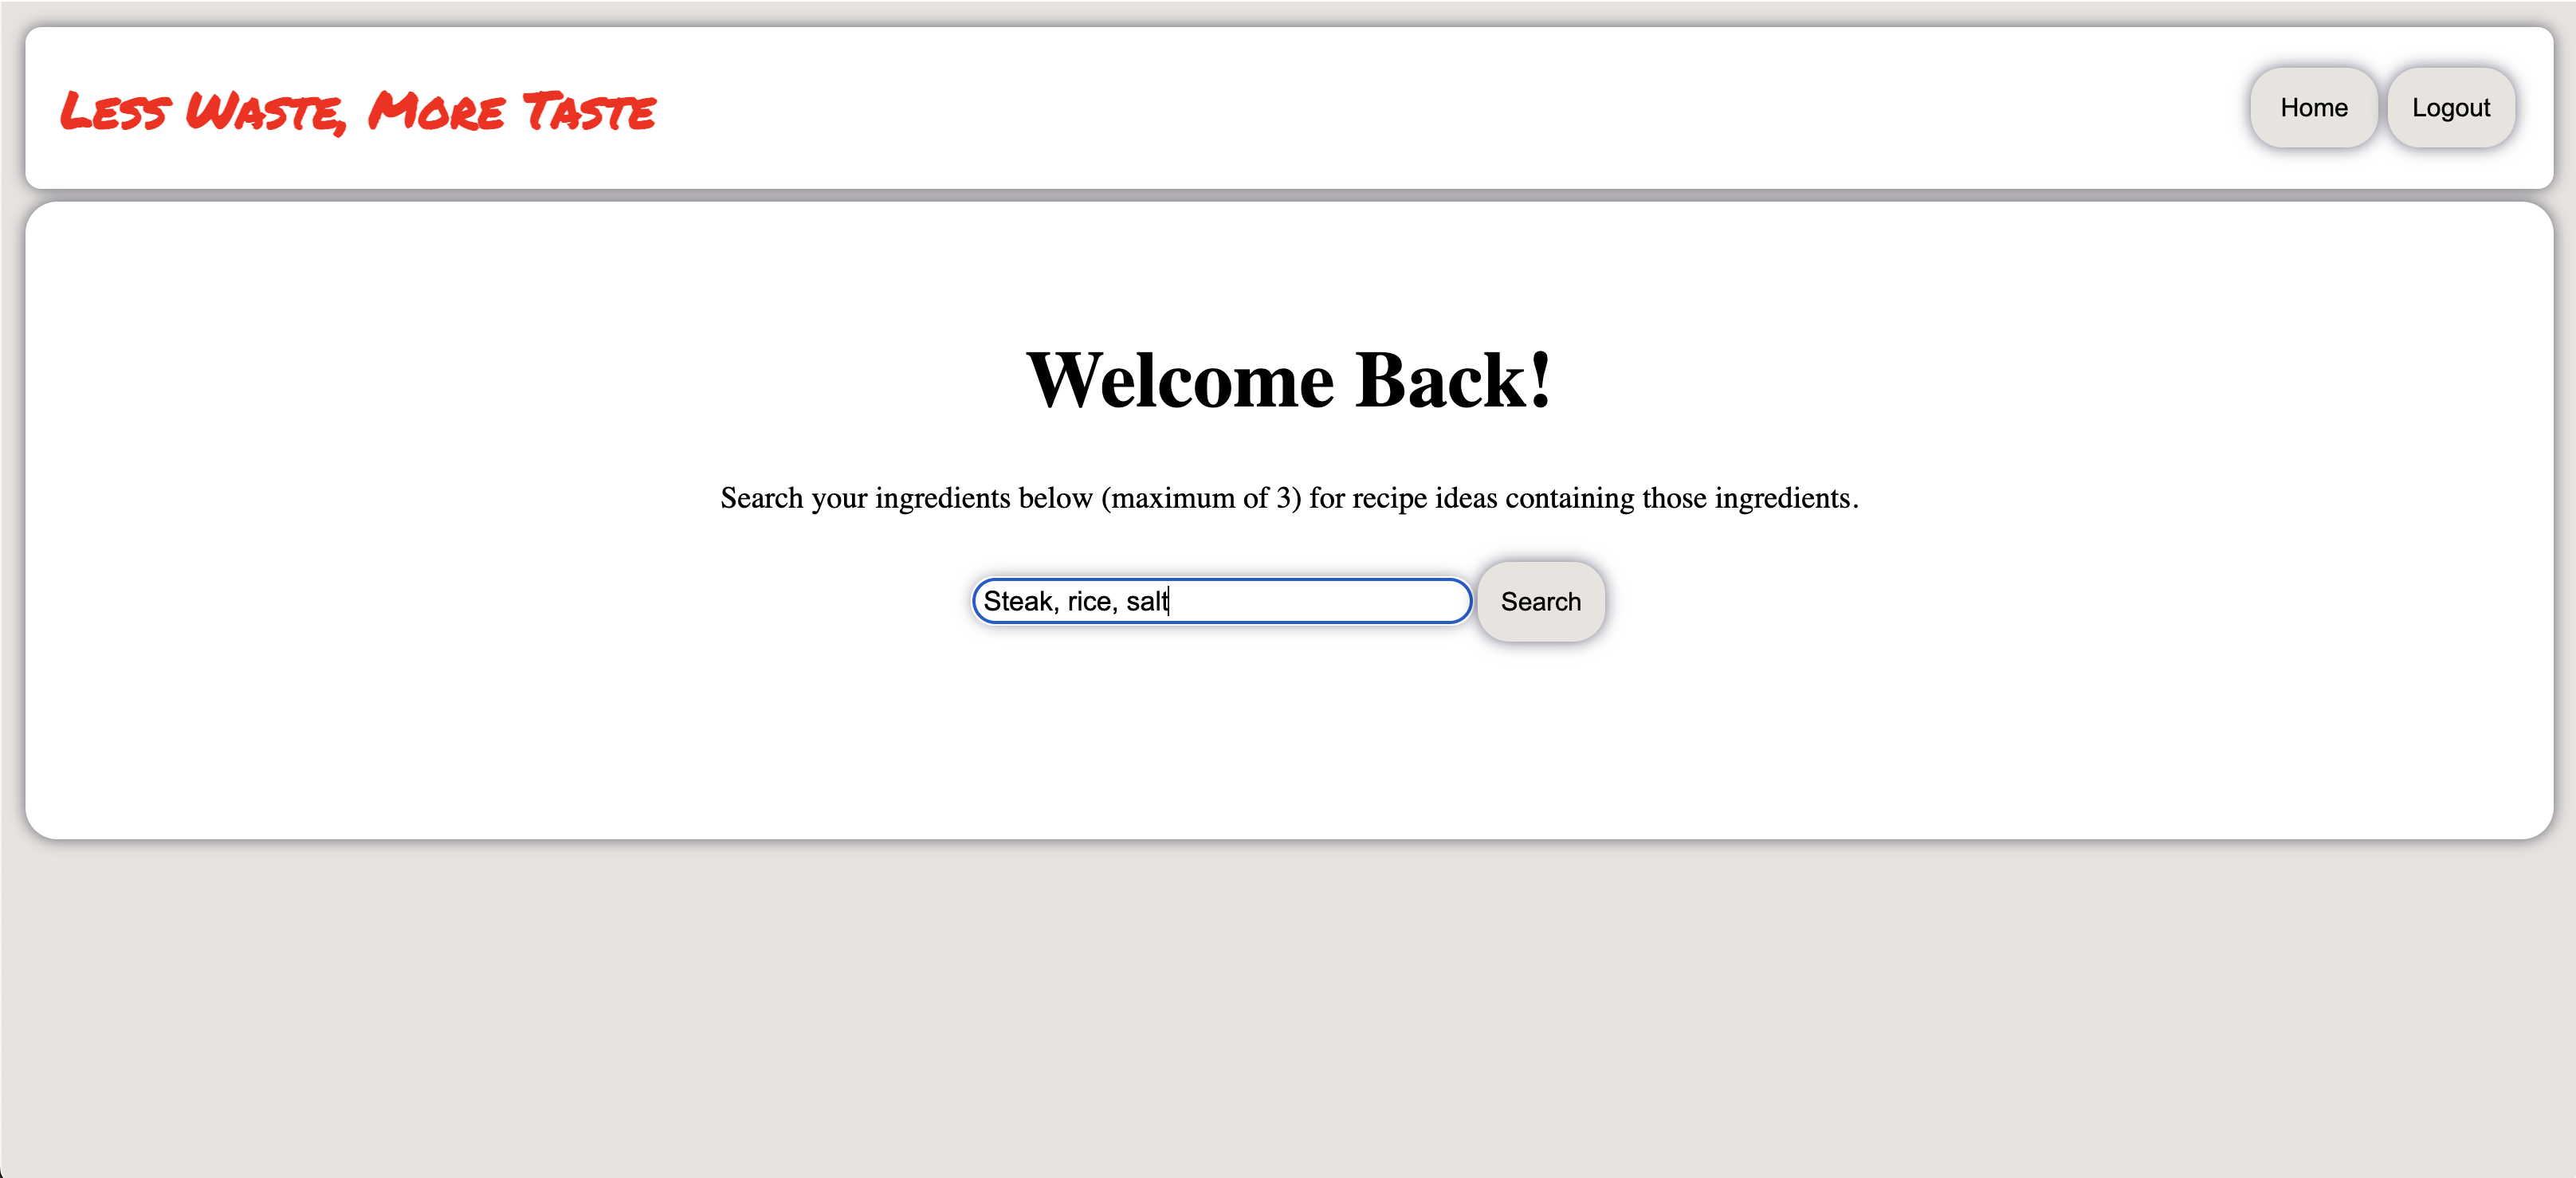 Less Waste, More Taste
Home
Logout
Welcome Back!
Search your ingredients below (maximum of 3) for recipe ideas containing those ingredients.
Steak, rice, salt
Search